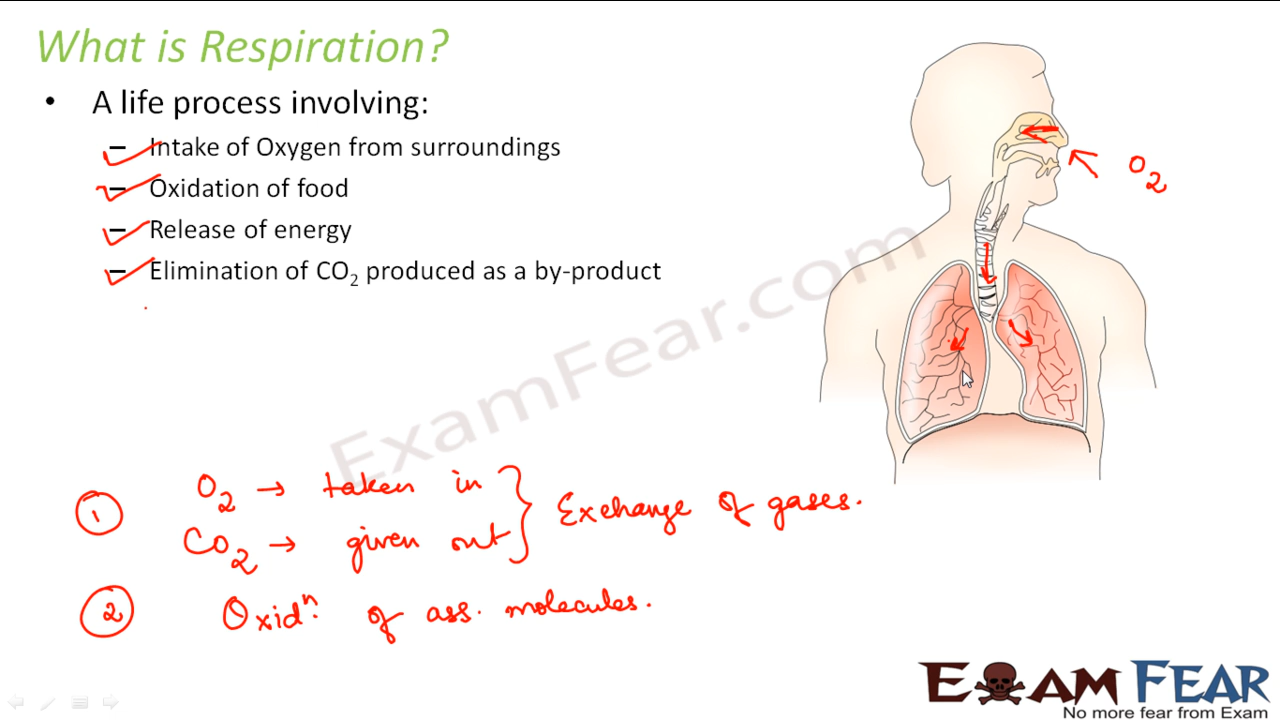 What is Respiration?
• A life process involving:
– Intake of Oxygen from surroundings
– Oxidation of food
– Release of energy
– Elimination of CO₂ produced as a by-product
O₂
ExamFear.com
① O₂ → taken in } Exchange of gases.
CO₂ → given out
② Oxidⁿ. of ass. molecules.
EXAM FEAR
No more fear from Exam